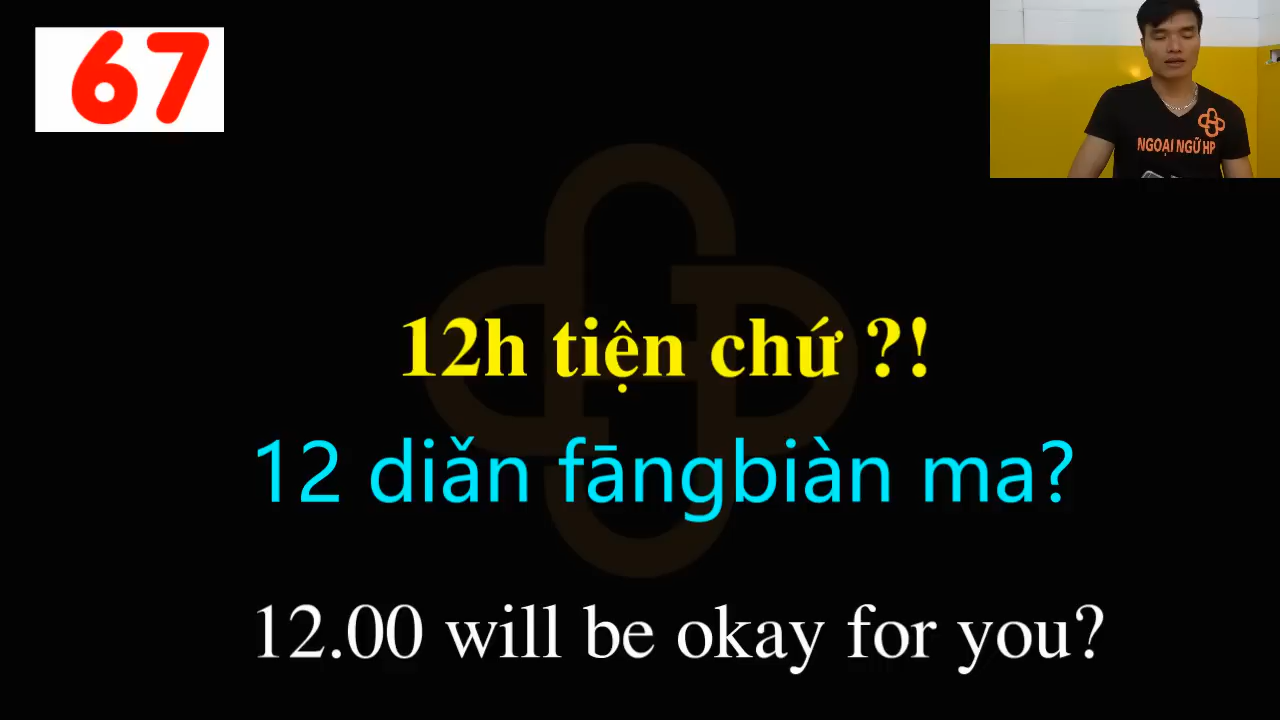 67
NGOẠI NGỮ HP
12h tiện chứ ?!
12 diǎn fāngbiàn ma?
12.00 will be okay for you?